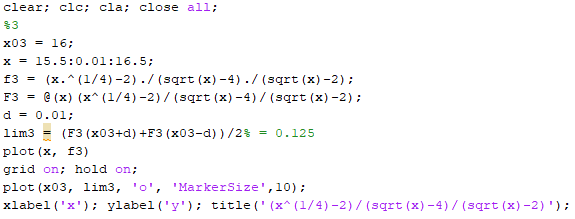 clear; clc; cla; close all;
%3
x03 = 16;
x = 15.5:0.01:16.5;
f3 = (x.^(1/4)-2)./(sqrt(x)-4)./(sqrt(x)-2);
F3 = @(x)(x^(1/4)-2)/(sqrt(x)-4)/(sqrt(x)-2);
d = 0.01;
lim3 = (F3(x03+d)+F3(x03-d))/2% = 0.125
plot(x, f3)
grid on; hold on;
plot(x03, lim3, 'o', 'MarkerSize',10);
xlabel('x'); ylabel('y'); title('(x^(1/4)-2)/(sqrt(x)-4)/(sqrt(x)-2)');